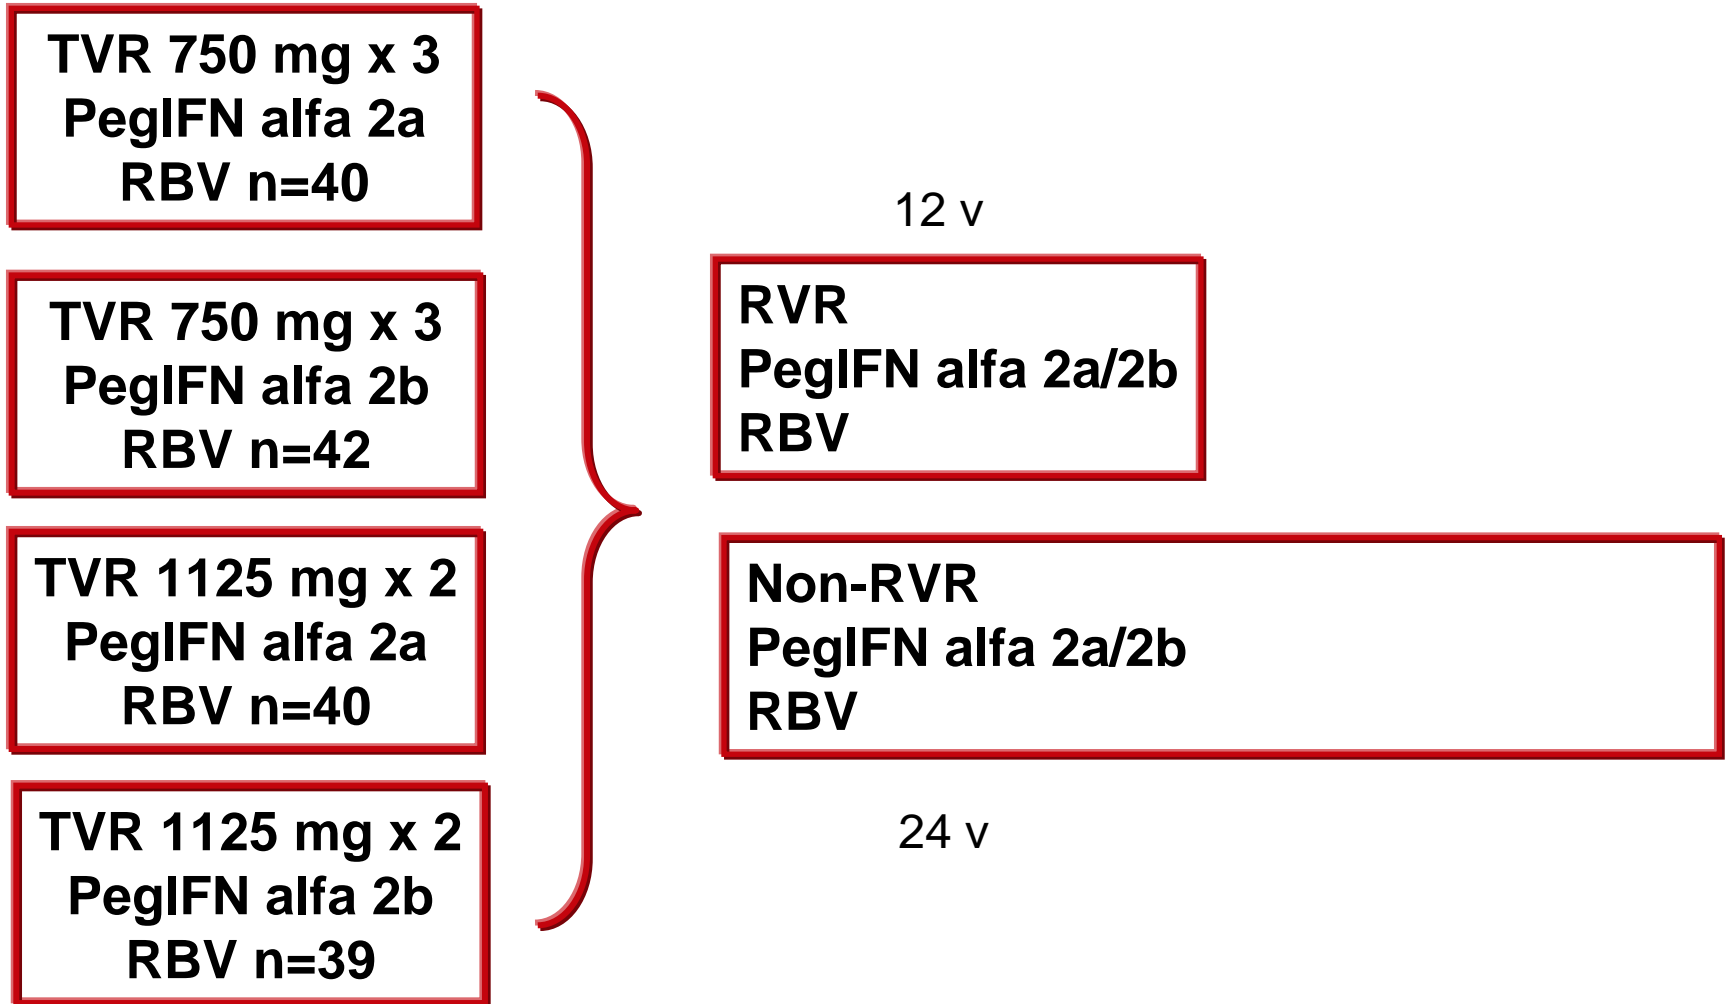 TVR 750 mg x 3
PegIFN alfa 2a
RBV n=40
TVR 750 mg x 3
PegIFN alfa 2b
RBV n=42
TVR 1125 mg x 2
PegIFN alfa 2a
RBV n=40
TVR 1125 mg x 2
PegIFN alfa 2b
RBV n=39
12 v
RVR
PegIFN alfa 2a/2b
RBV
Non-RVR
PegIFN alfa 2a/2b
RBV
24 v